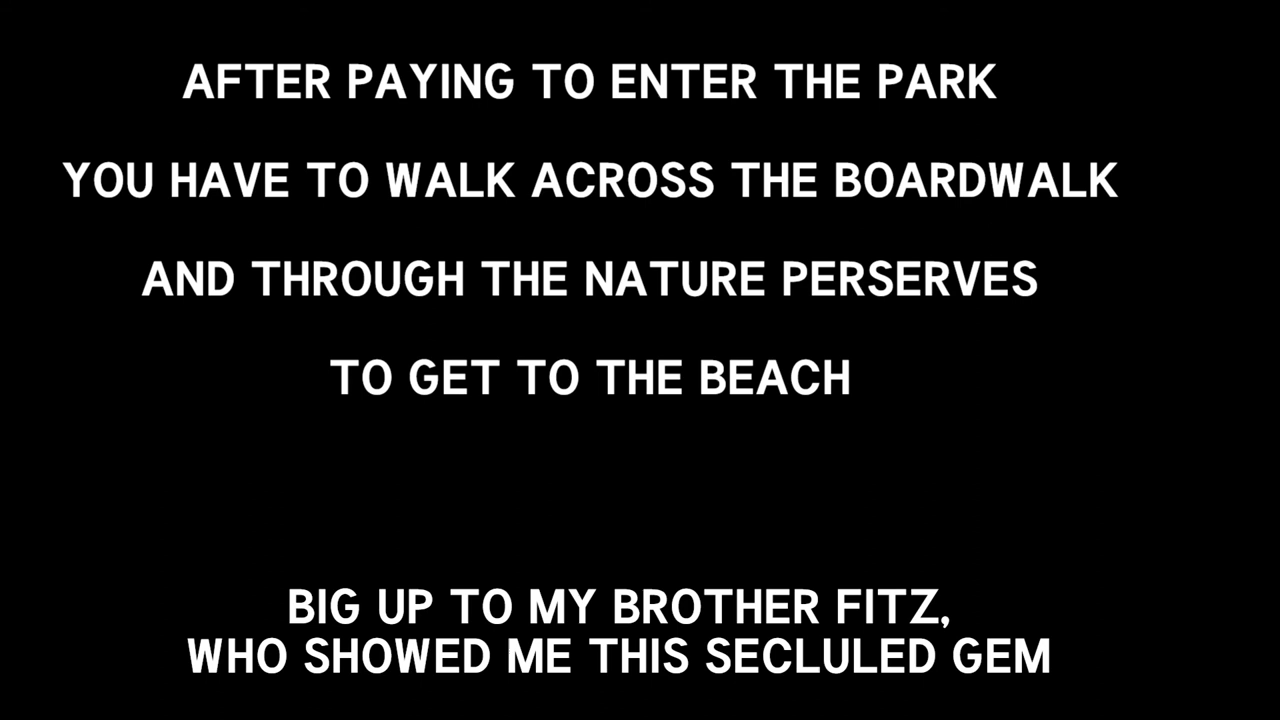 AFTER PAYING TO ENTER THE PARK
YOU HAVE TO WALK ACROSS THE BOARDWALK
AND THROUGH THE NATURE PERSERVES
TO GET TO THE BEACH
BIG UP TO MY BROTHER FITZ,
WHO SHOWED ME THIS SECLULED GEM